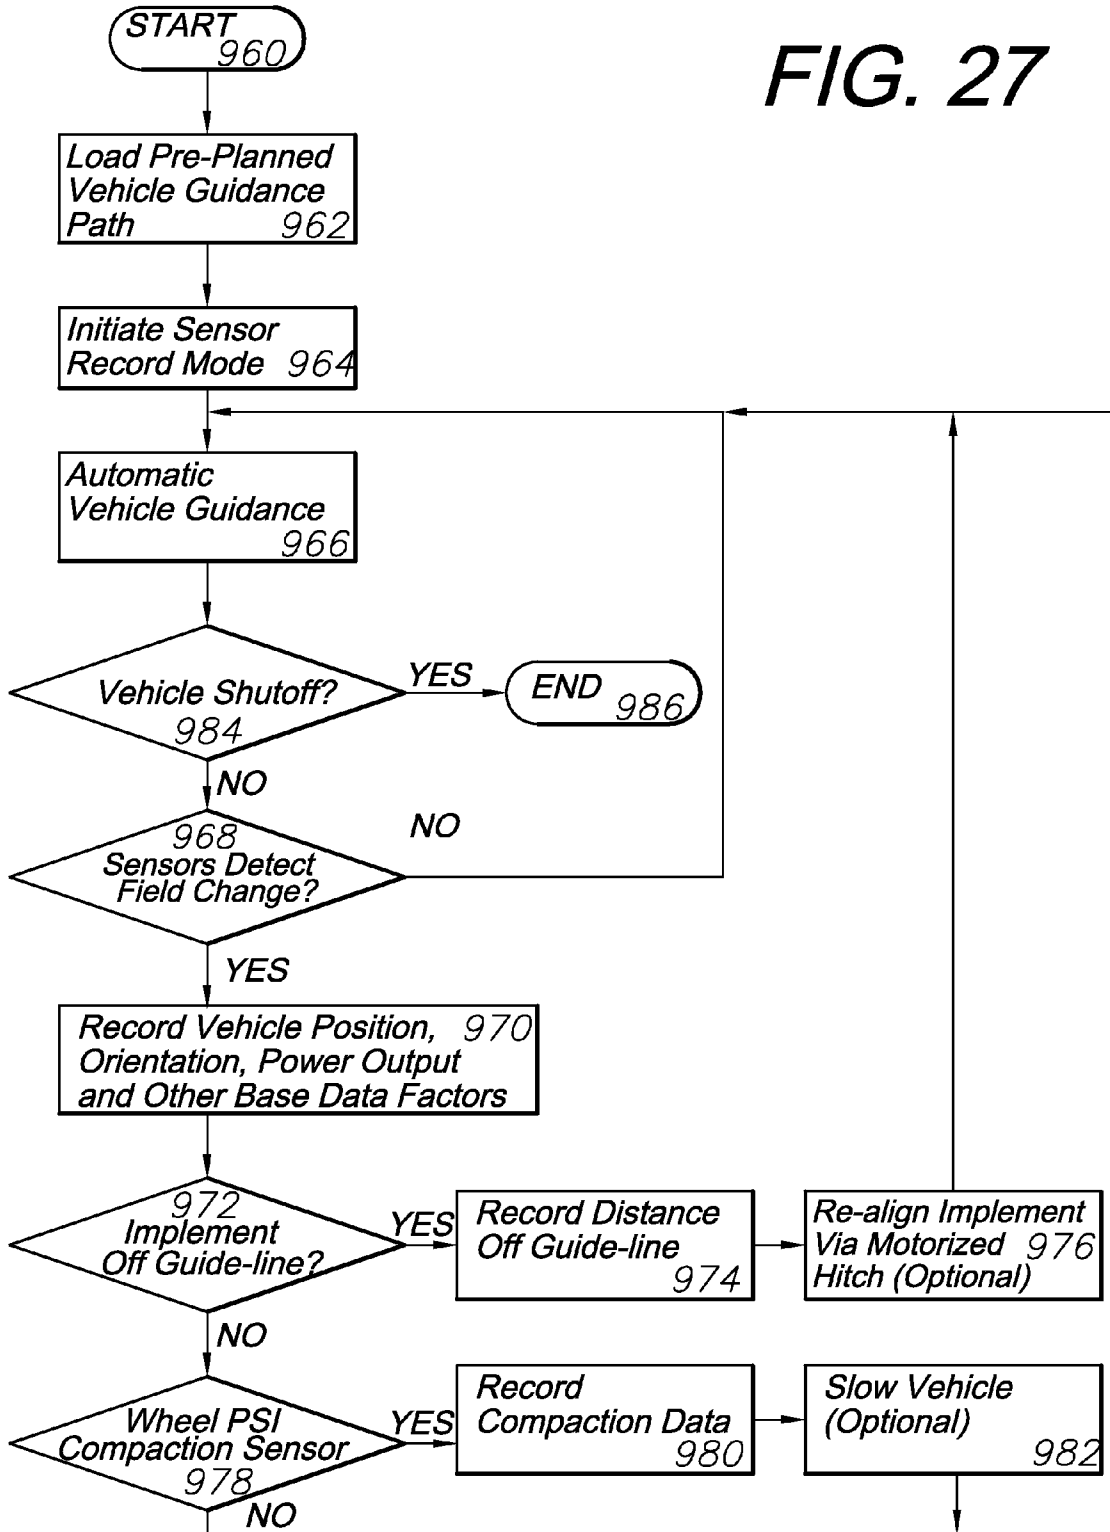 START
960
FIG. 27
Load Pre-Planned
Vehicle Guidance
Path 962
Initiate Sensor
Record Mode 964
Automatic
Vehicle Guidance
966
Vehicle Shutoff?
984
YES
END
986
NO
968
Sensors Detect
Field Change?
NO
YES
Record Vehicle Position, 970
Orientation, Power Output
and Other Base Data Factors
972
Implement
Off Guide-line?
YES
Record Distance
Off Guide-line
974
Re-align Implement
Via Motorized 976
Hitch (Optional)
NO
Wheel PSI
Compaction Sensor
978
YES
Record
Compaction Data
980
Slow Vehicle
(Optional)
982
NO